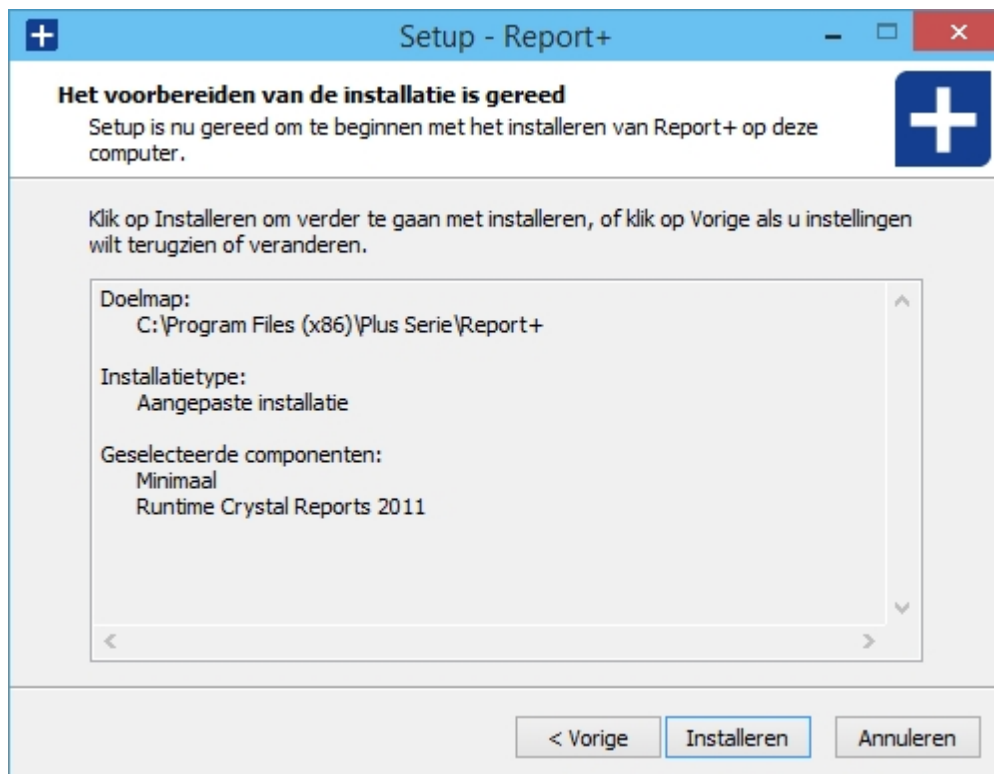 Setup - Report+
Het voorbereiden van de installatie is gereed
Setup is nu gereed om te beginnen met het installeren van Report+ op deze
computer.
Klik op Installeren om verder te gaan met installeren, of klik op Vorige als u instellingen
wilt terugzien of veranderen.
Doelmap:
C:\Program Files (x86)\Plus Serie\Report+
Installatietype:
Aangepaste installatie
Geselecteerde componenten:
Minimaal
Runtime Crystal Reports 2011
< Vorige
Installeren
Annuleren